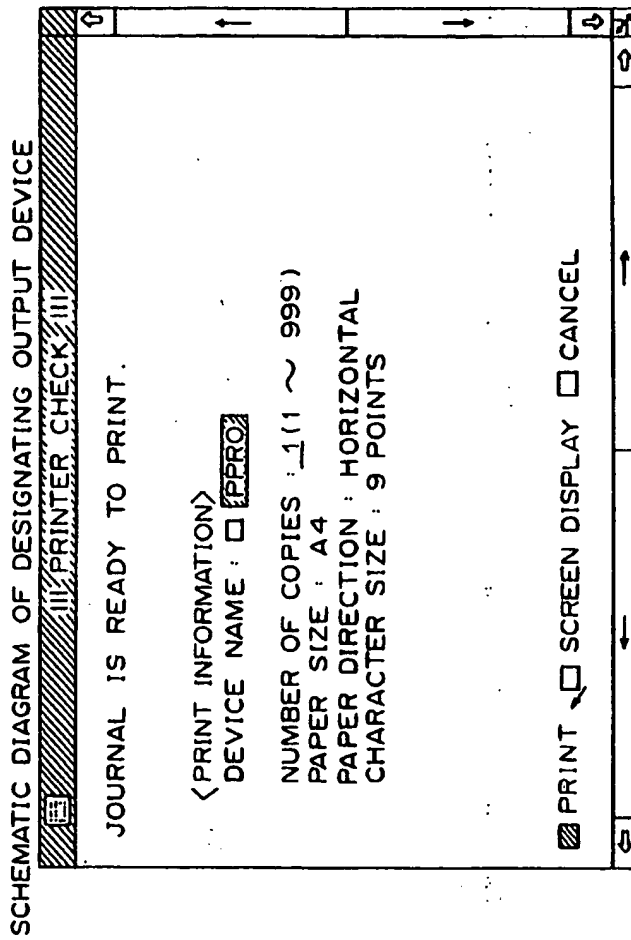 SCHEMATIC DIAGRAM OF DESIGNATING OUTPUT DEVICE
PRINTER CHECK
JOURNAL IS READY TO PRINT.
<PRINT INFORMATION>
DEVICE NAME : □ PPRO
NUMBER OF COPIES : 1 (1 ~ 999)
PAPER SIZE : A4
PAPER DIRECTION : HORIZONTAL
CHARACTER SIZE : 9 POINTS
PRINT □ SCREEN DISPLAY □ CANCEL